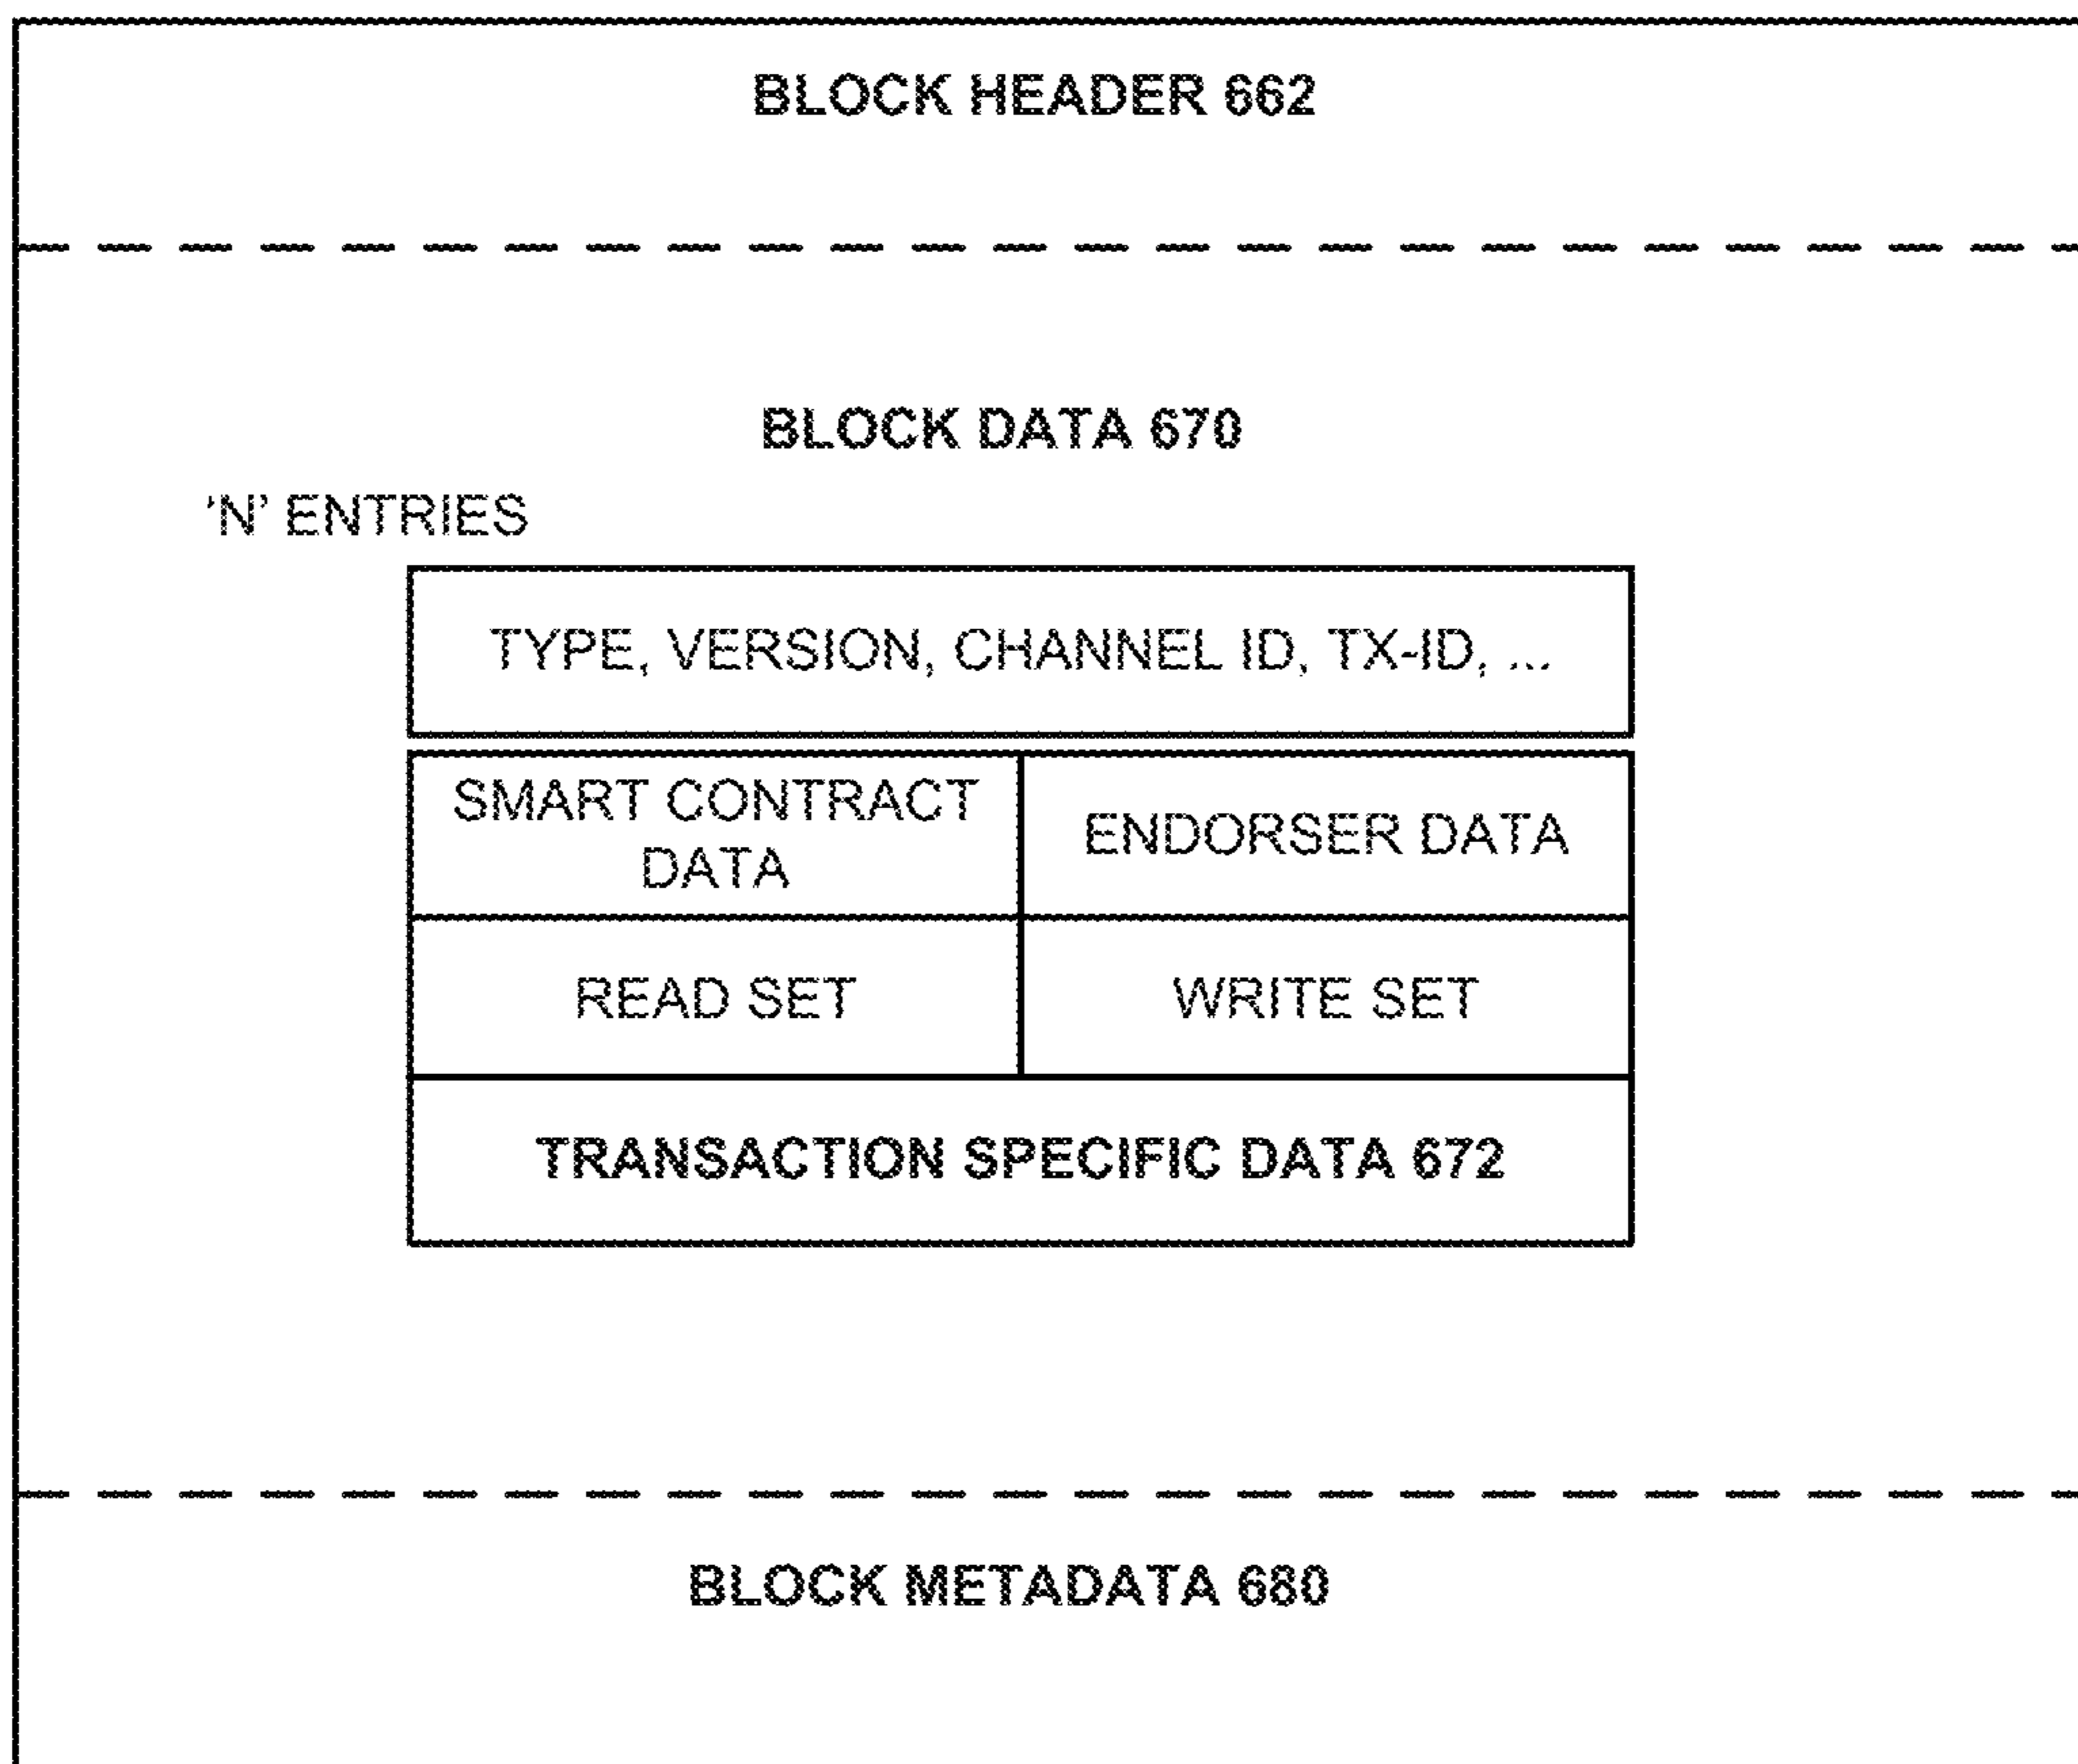 BLOCK HEADER 662
BLOCK DATA 670
‘N’ ENTRIES
TYPE, VERSION, CHANNEL ID, TX-ID, ...
SMART CONTRACT
DATA
ENDORSER DATA
READ SET
WRITE SET
TRANSACTION SPECIFIC DATA 672
BLOCK METADATA 680